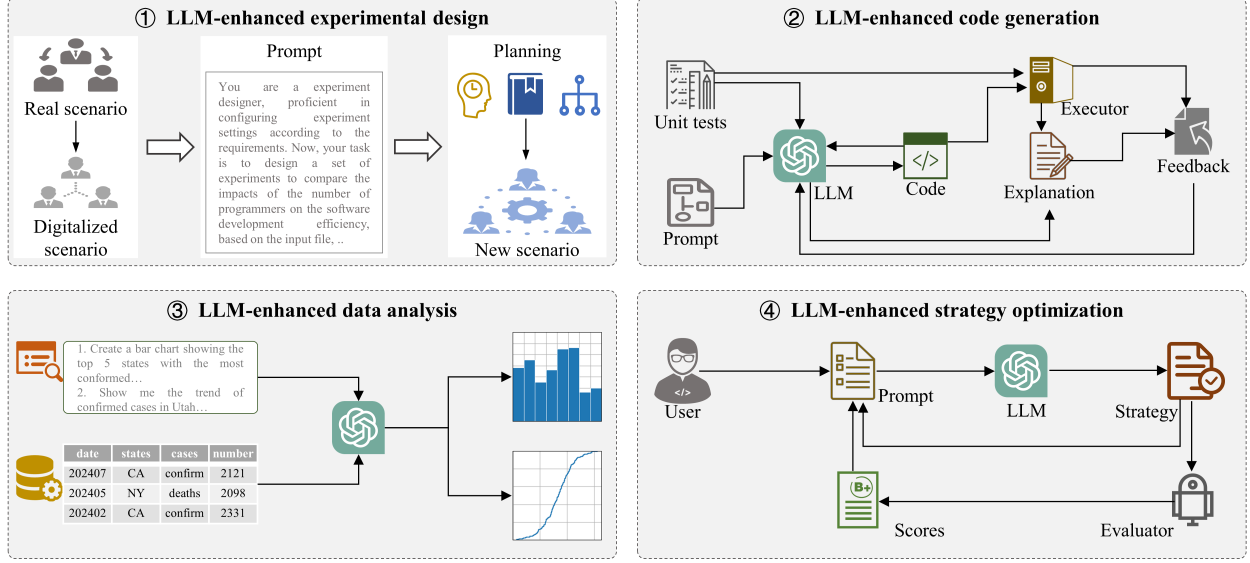 ① LLM-enhanced experimental design
Real scenario
Digitalized
scenario
Prompt
You are a experiment
designer, proficient in
configuring experiment
settings according to the
requirements. Now, your task
is to design a set of
experiments to compare the
impacts of the number of
programmers on the software
development efficiency,
based on the input file, ..
Planning
New scenario
② LLM-enhanced code generation
Unit tests
Prompt
LLM
</>
Code
Executor
Explanation
Feedback
③ LLM-enhanced data analysis
1. Create a bar chart showing the
top 5 states with the most
conformed…
2. Show me the trend of
confirmed cases in Utah…
date states cases number
202407 CA confirm 2121
202405 NY deaths 2098
202402 CA confirm 2331
④ LLM-enhanced strategy optimization
</>
User
Prompt
LLM
Strategy
B+
Scores
Evaluator